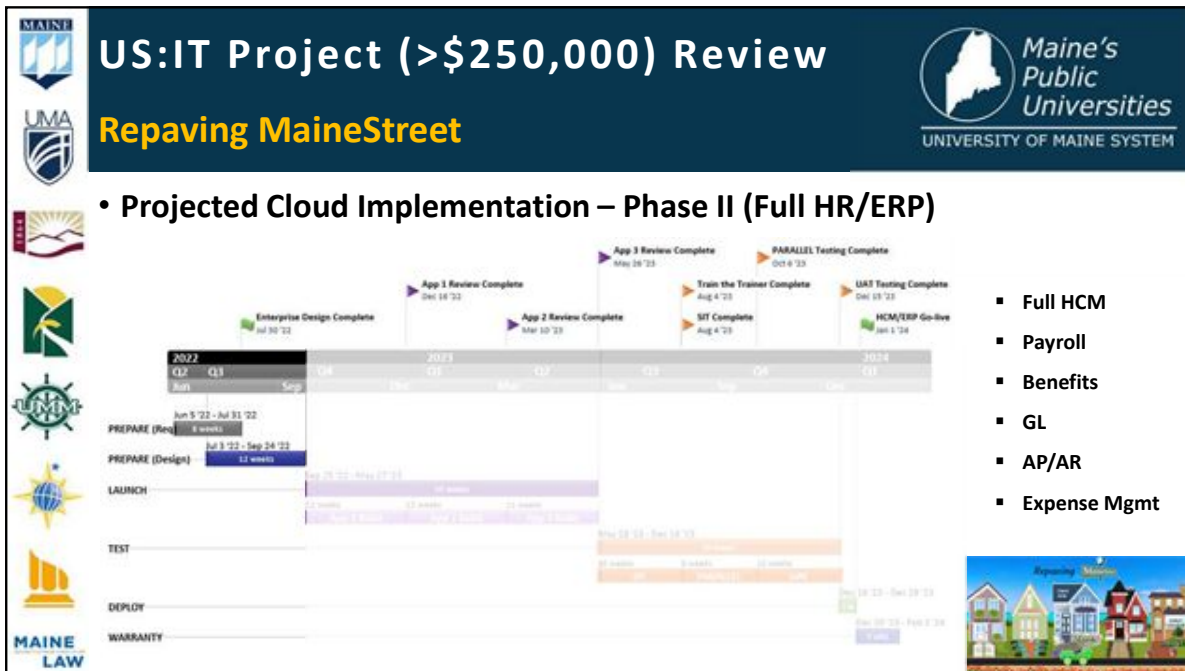 MAINE
US:IT Project (>$250,000) Review
Repaving MaineStreet
Maine's
Public
Universities
UNIVERSITY OF MAINE SYSTEM
UMA
1864
UMM
MAINE
LAW
• Projected Cloud Implementation – Phase II (Full HR/ERP)
App 3 Review Complete
May 26 '23
PARALLEL Testing Complete
Oct 6 '23
App 1 Review Complete
Dec 16 '22
Train the Trainer Complete
Aug 4 '23
UAT Testing Complete
Dec 15 '23
Enterprise Design Complete
Jul 30 '22
App 2 Review Complete
Mar 10 '23
SIT Complete
Aug 4 '23
HCM/ERP Go-live
Jan 1 '24
2022 2023 2024
Q2 Q3 Q4 Q1 Q2 Q3 Q4 Q1
Jun Sep Dec Mar Jun Sep Dec
Jun 5 '22 - Jul 31 '22
PREPARE (Req 8 weeks
Jul 3 '22 - Sep 24 '22
PREPARE (Design) 12 weeks
LAUNCH
TEST
DEPLOY
WARRANTY
▪ Full HCM
▪ Payroll
▪ Benefits
▪ GL
▪ AP/AR
▪ Expense Mgmt
Repaving